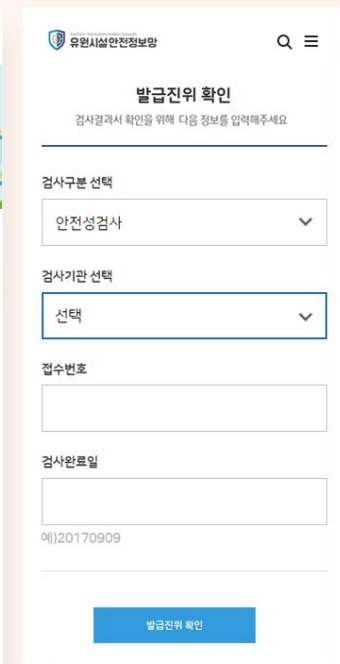 유원시설안전정보망
발급진위 확인
검사결과서 확인을 위해 다음 정보를 입력해주세요
검사구분 선택
안전성검사
검사기관 선택
선택
접수번호
검사완료일
예)20170909
발급진위 확인